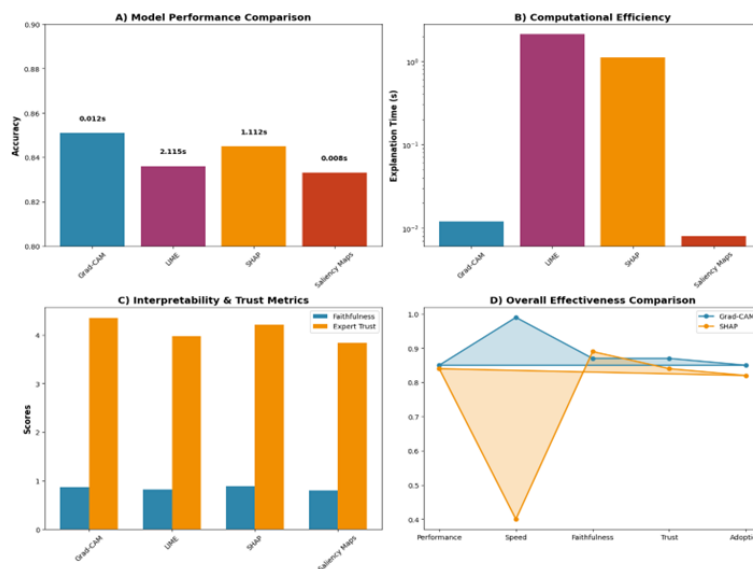 A) Model Performance Comparison
0.90
0.88
0.86
0.84
0.82
0.80
Accuracy
0.012s
2.115s
1.112s
0.008s
Grad-CAM
LIME
SHAP
Saliency Maps
B) Computational Efficiency
10⁰
10⁻¹
10⁻²
Explanation Time (s)
Grad-CAM
LIME
SHAP
Saliency Maps
C) Interpretability & Trust Metrics
Faithfulness
Expert Trust
4
3
2
1
0
Scores
Grad-CAM
LIME
SHAP
Saliency Maps
D) Overall Effectiveness Comparison
Grad-CAM
SHAP
1.0
0.9
0.8
0.7
0.6
0.5
0.4
Performance
Speed
Faithfulness
Trust
Adopti